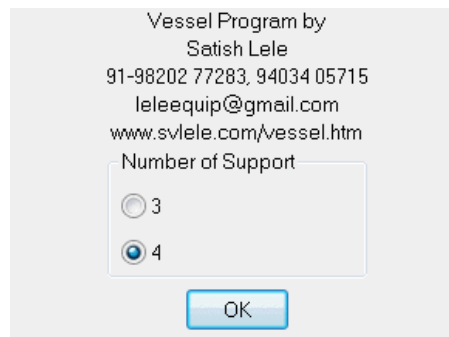 Vessel Program by
Satish Lele
91-98202 77283, 94034 05715
leleequip@gmail.com
www.svlele.com/vessel.htm
Number of Support
3
4
OK